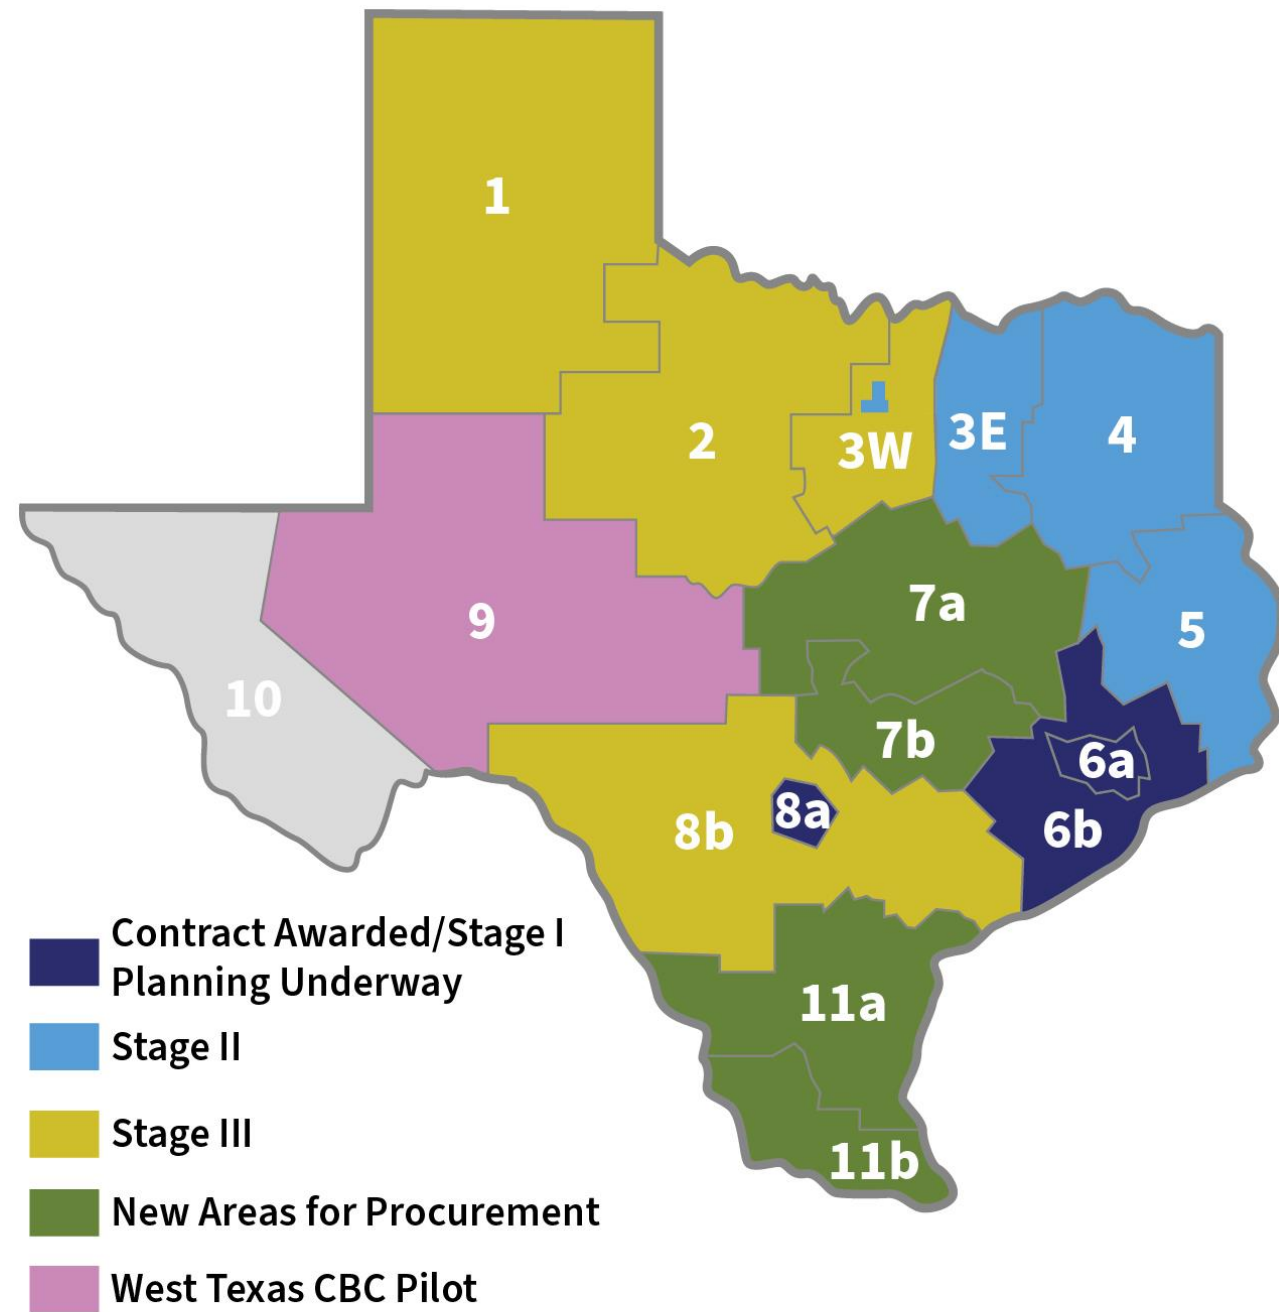 1
2
3W
3E
4
9
7a
5
10
7b
6a
8a
8b
6b
11a
11b
Contract Awarded/Stage I
Planning Underway
Stage II
Stage III
New Areas for Procurement
West Texas CBC Pilot